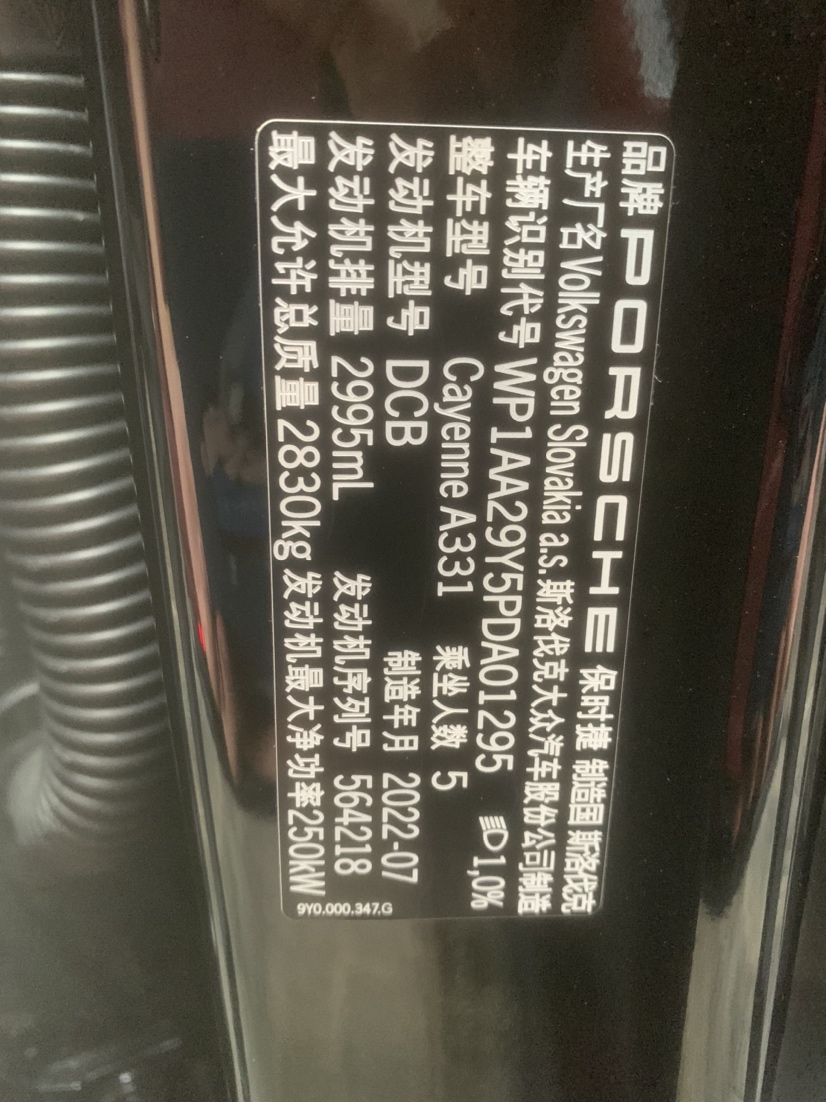 品牌 PORSCHE 保时捷 制造国 斯洛伐克
生产厂名 Volkswagen Slovakia a.s. 斯洛伐克大众汽车股份公司制造
车辆识别代号 WP1AA29Y5PDA01295 1,0%
整车型号 Cayenne A331 乘坐人数 5
发动机型号 DCB 制造年月 2022-07
发动机排量 2995mL 发动机序列号 564218
最大允许总质量 2830kg 发动机最大净功率250kW
9Y0.000.347.G